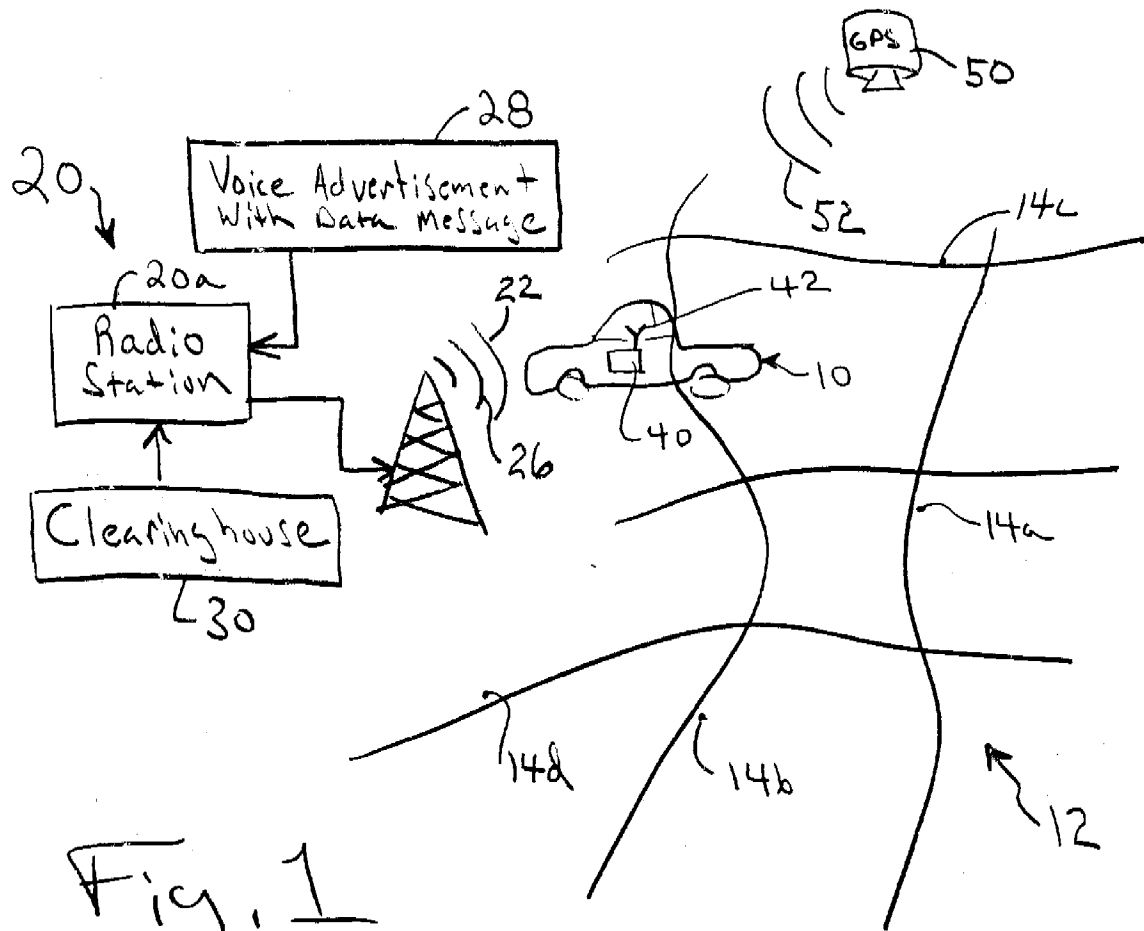 GPS
50
28
20
Voice Advertisement
With Data Message
52
14c
20a
22
42
Radio
Station
10
40
26
Clearinghouse
14a
30
14d
14b
12
Fig. 1